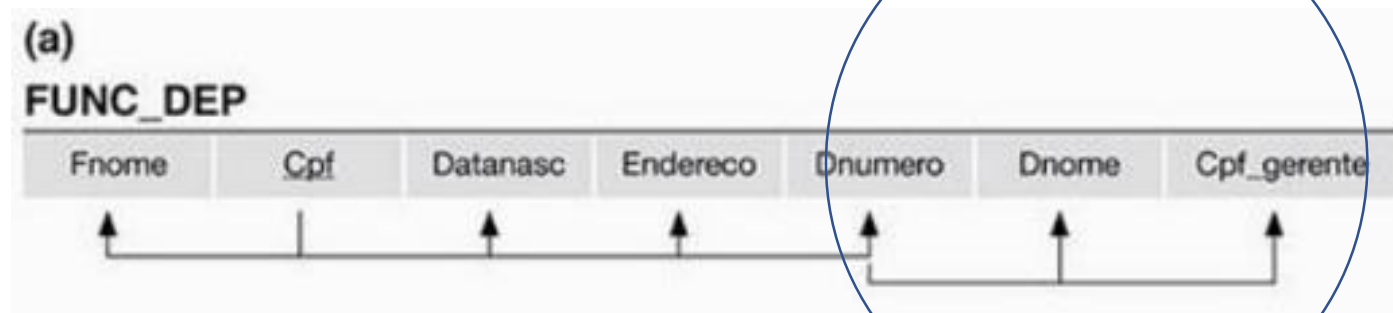 (a)
FUNC_DEP
Fnome Cpf Datanasc Endereco Dnumero Dnome Cpf_gerente